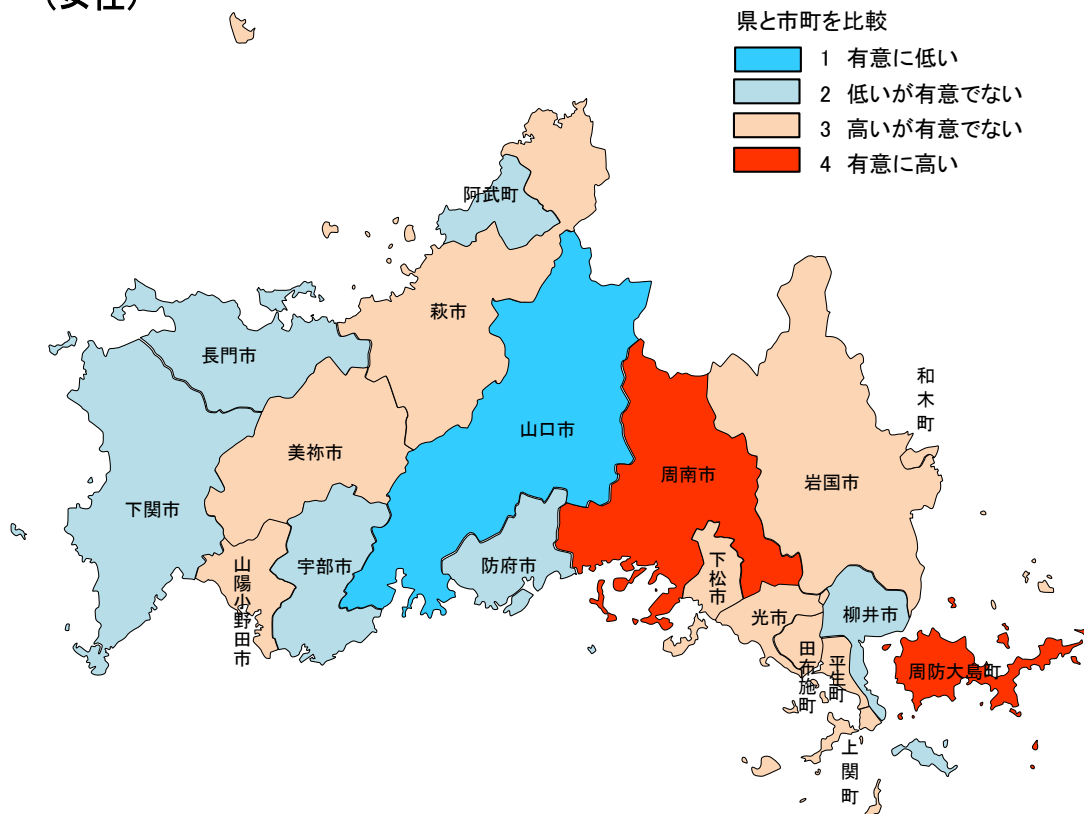 （女性）
県と市町を比較
1 有意に低い
2 低いが有意でない
3 高いが有意でない
4 有意に高い
阿武町
萩市
長門市
和木町
山口市
美祢市
周南市
岩国市
下関市
山陽小野田市
宇部市
防府市
下松市
光市
柳井市
田布施町
平生町
周防大島町
上関町